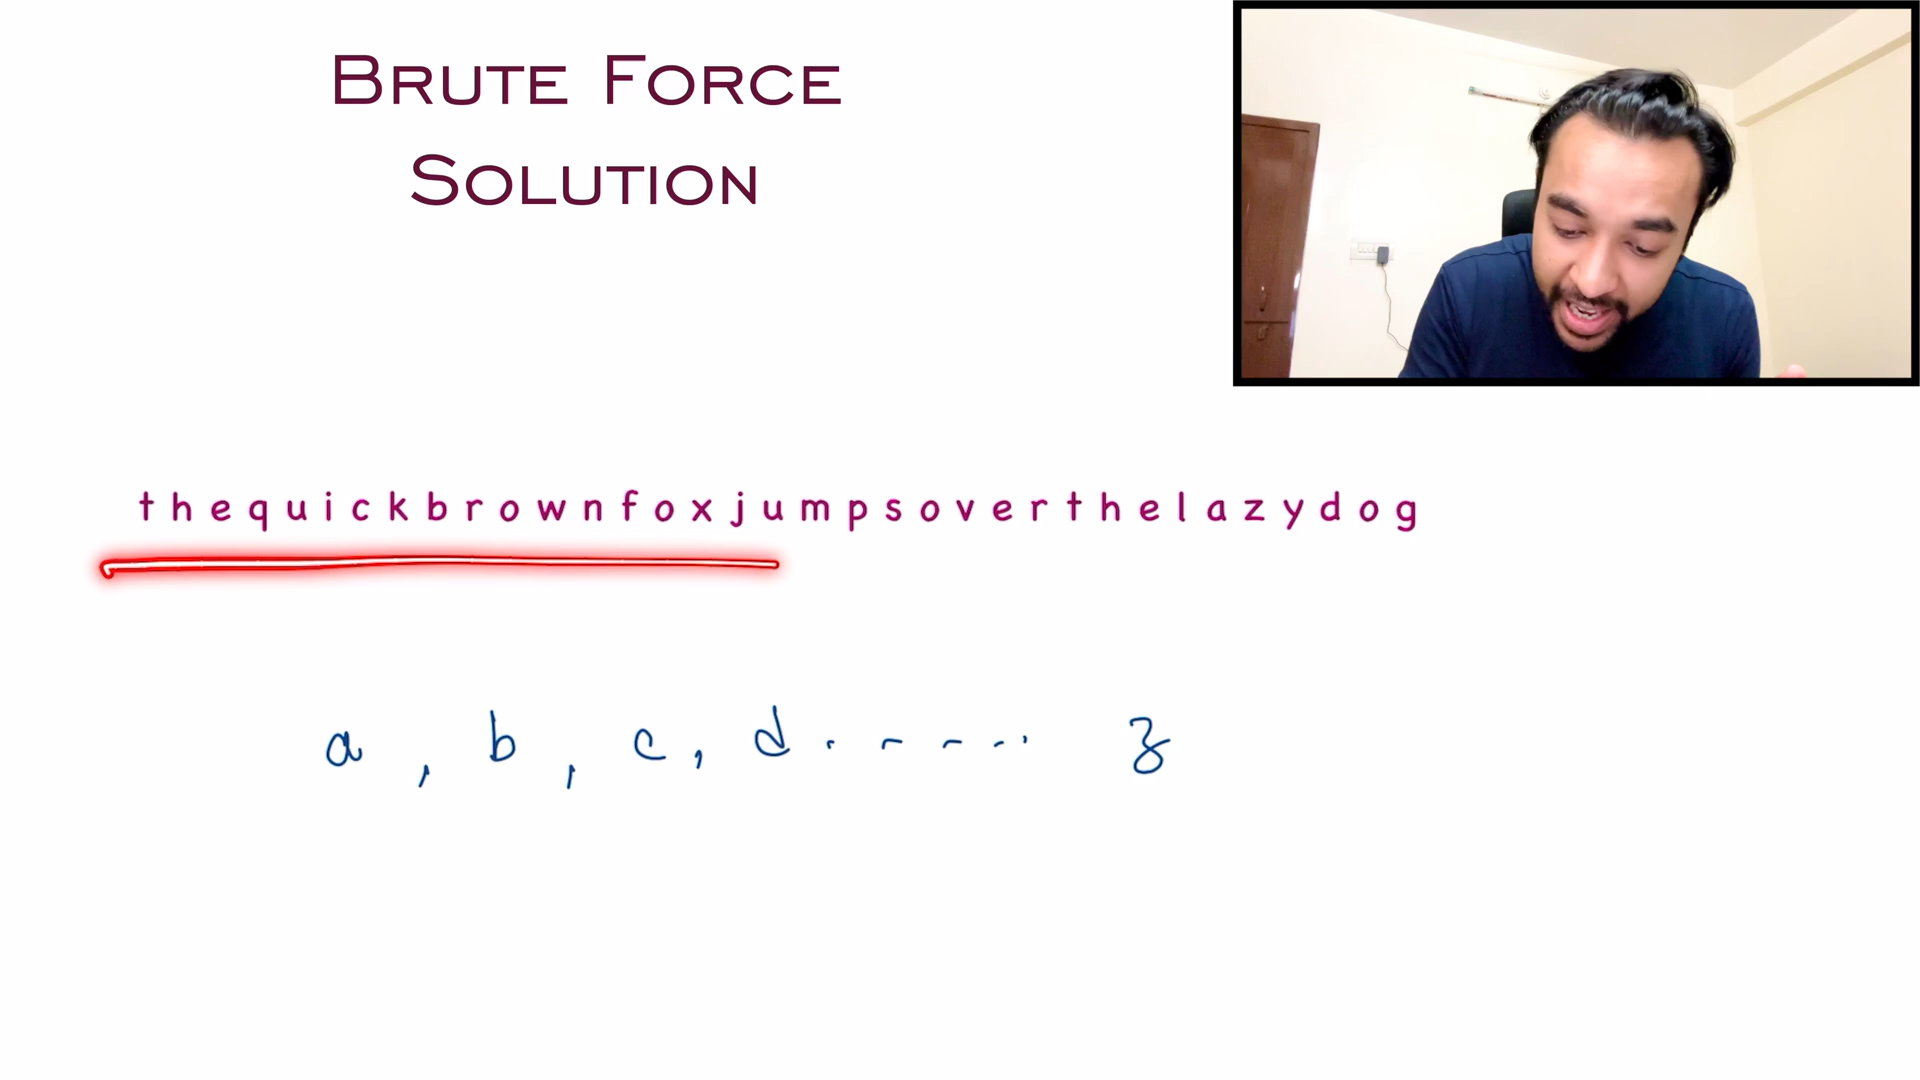 BRUTE FORCE
SOLUTION
thequickbrownfoxjumpsoverthelazydog
a , b , c , d . - - - . . z